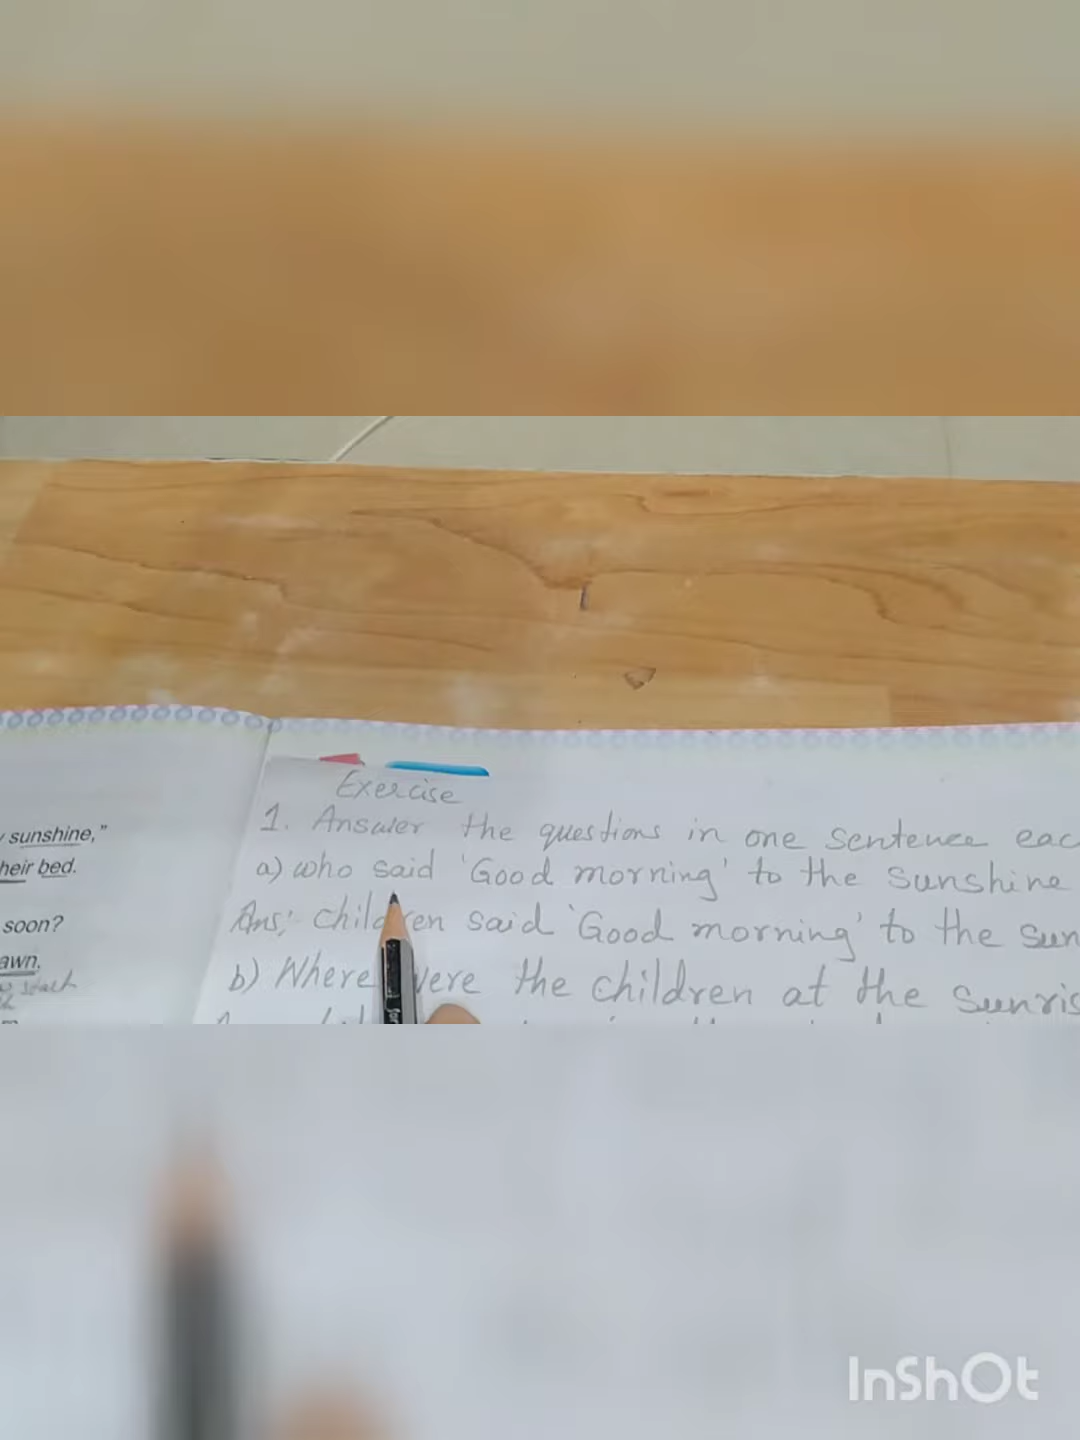 sunshine,"
heir bed.
soon?
awn.
Exercise
1. Answer the questions in one sentence eac
a) who said 'Good morning' to the sunshine
Ans: children said 'Good morning' to the sun
b) Where were the children at the sunris
InShOt